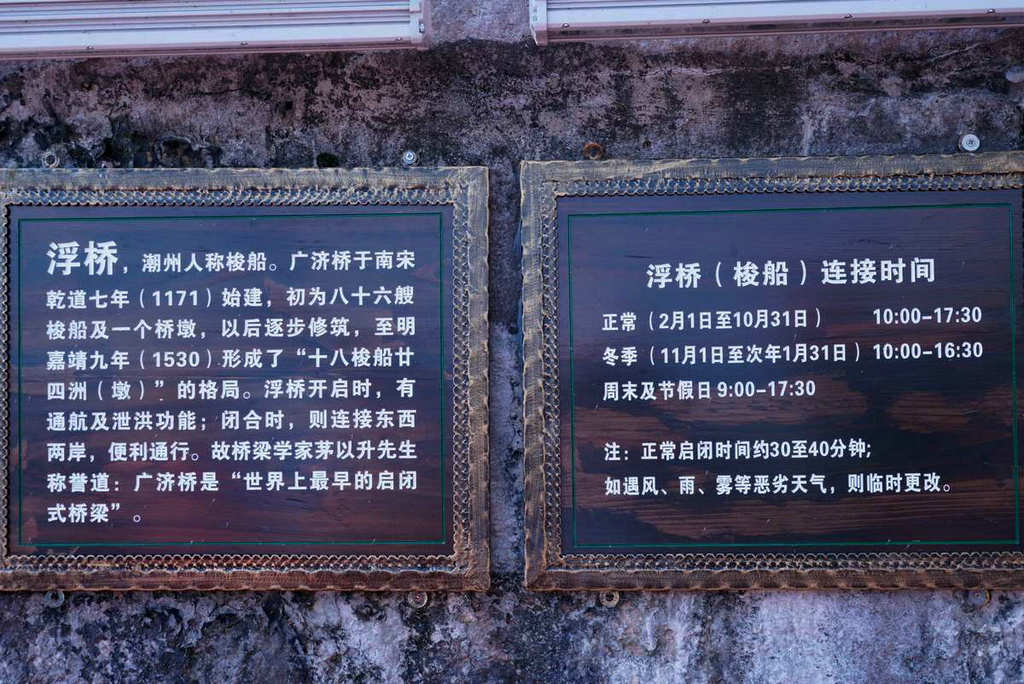 浮桥，潮州人称梭船。广济桥于南宋
乾道七年（1171）始建，初为八十六艘
梭船及一个桥墩，以后逐步修筑，至明
嘉靖九年（1530）形成了“十八梭船廿
四洲（墩）”的格局。浮桥开启时，有
通航及泄洪功能；闭合时，则连接东西
两岸，便利通行。故桥梁学家茅以升先生
称誉道：广济桥是“世界上最早的启闭
式桥梁”。
浮桥（梭船）连接时间
正常（2月1日至10月31日） 10:00-17:30
冬季（11月1日至次年1月31日）10:00-16:30
周末及节假日 9:00-17:30
注：正常启闭时间约30至40分钟;
如遇风、雨、雾等恶劣天气，则临时更改。